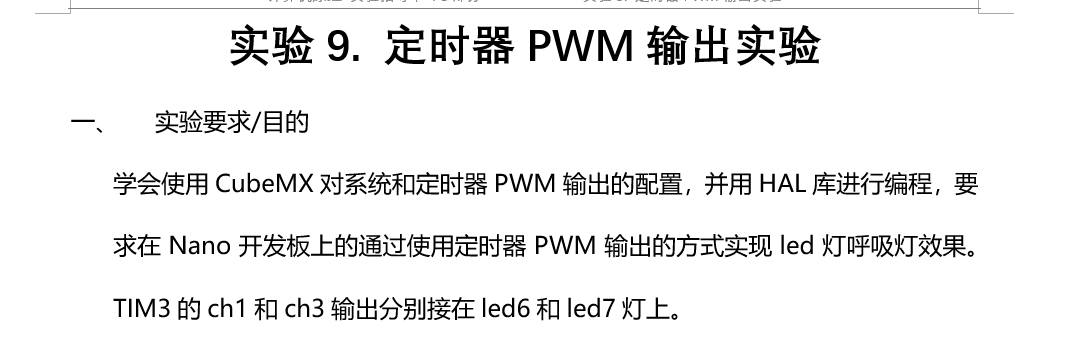 实验 9. 定时器 PWM 输出实验
一、 实验要求/目的
学会使用 CubeMX 对系统和定时器 PWM 输出的配置，并用 HAL 库进行编程，要
求在 Nano 开发板上的通过使用定时器 PWM 输出的方式实现 led 灯呼吸灯效果。
TIM3 的 ch1 和 ch3 输出分别接在 led6 和 led7 灯上。